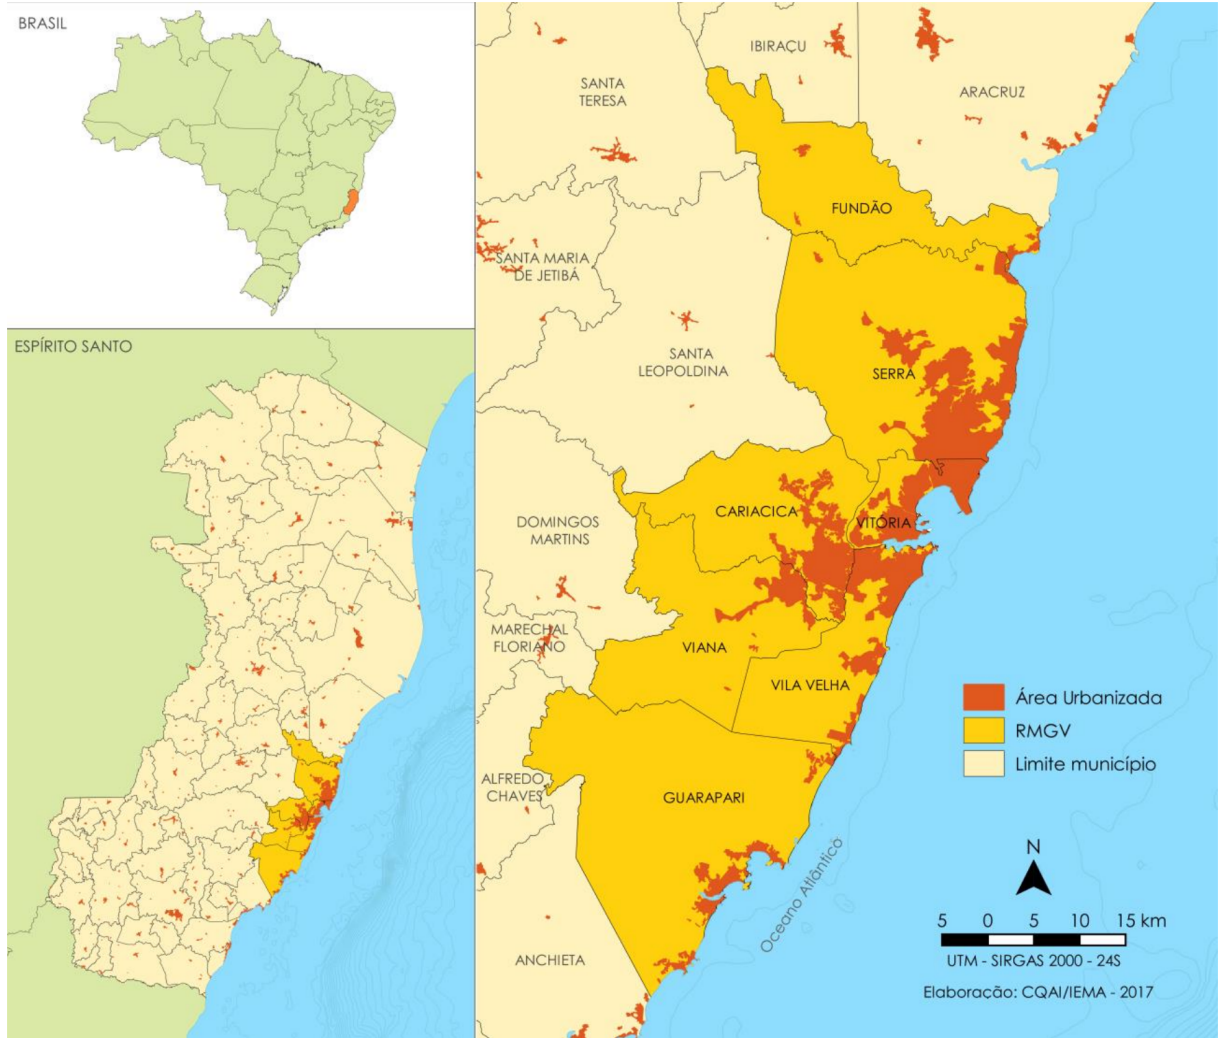 BRASIL
ESPÍRITO SANTO
IBIRAÇU
SANTA
TERESA
ARACRUZ
FUNDÃO
SANTA MARIA
DE JETIBÁ
SANTA
LEOPOLDINA
SERRA
CARIACICA
VITÓRIA
DOMINGOS
MARTINS
MARECHAL
FLORIANO
VIANA
VILA VELHA
ALFREDO
CHAVES
GUARAPARI
ANCHIETA
Oceano Atlântico
Área Urbanizada
RMGV
Limite município
N
5 0 5 10 15 km
UTM - SIRGAS 2000 - 24S
Elaboração: CQAI/IEMA - 2017